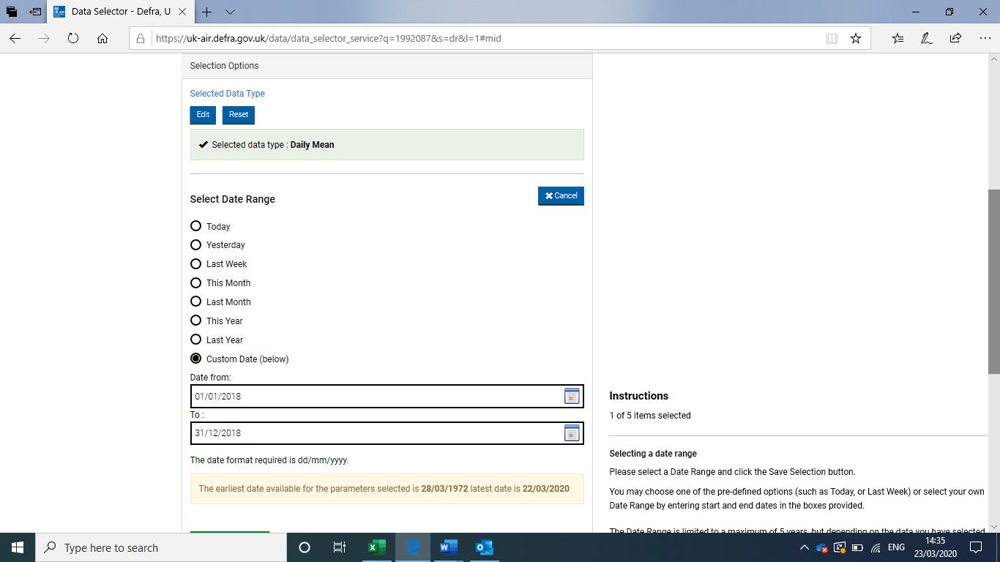 Data Selector - Defra, U
https://uk-air.defra.gov.uk/data/data_selector_service?q=1992087&s=dr&l=1#mid
Selection Options
Selected Data Type
Edit
Reset
Selected data type : Daily Mean
Select Date Range
Cancel
Today
Yesterday
Last Week
This Month
Last Month
This Year
Last Year
Custom Date (below)
Date from:
01/01/2018
To :
31/12/2018
The date format required is dd/mm/yyyy.
The earliest date available for the parameters selected is 28/03/1972 latest date is 22/03/2020
Instructions
1 of 5 items selected
Selecting a date range
Please select a Date Range and click the Save Selection button.
You may choose one of the pre-defined options (such as Today, or Last Week) or select your own
Date Range by entering start and end dates in the boxes provided.
The Date Range is limited to a maximum of 5 years, but depending on the data you have selected
Type here to search
ENG
14:35
23/03/2020